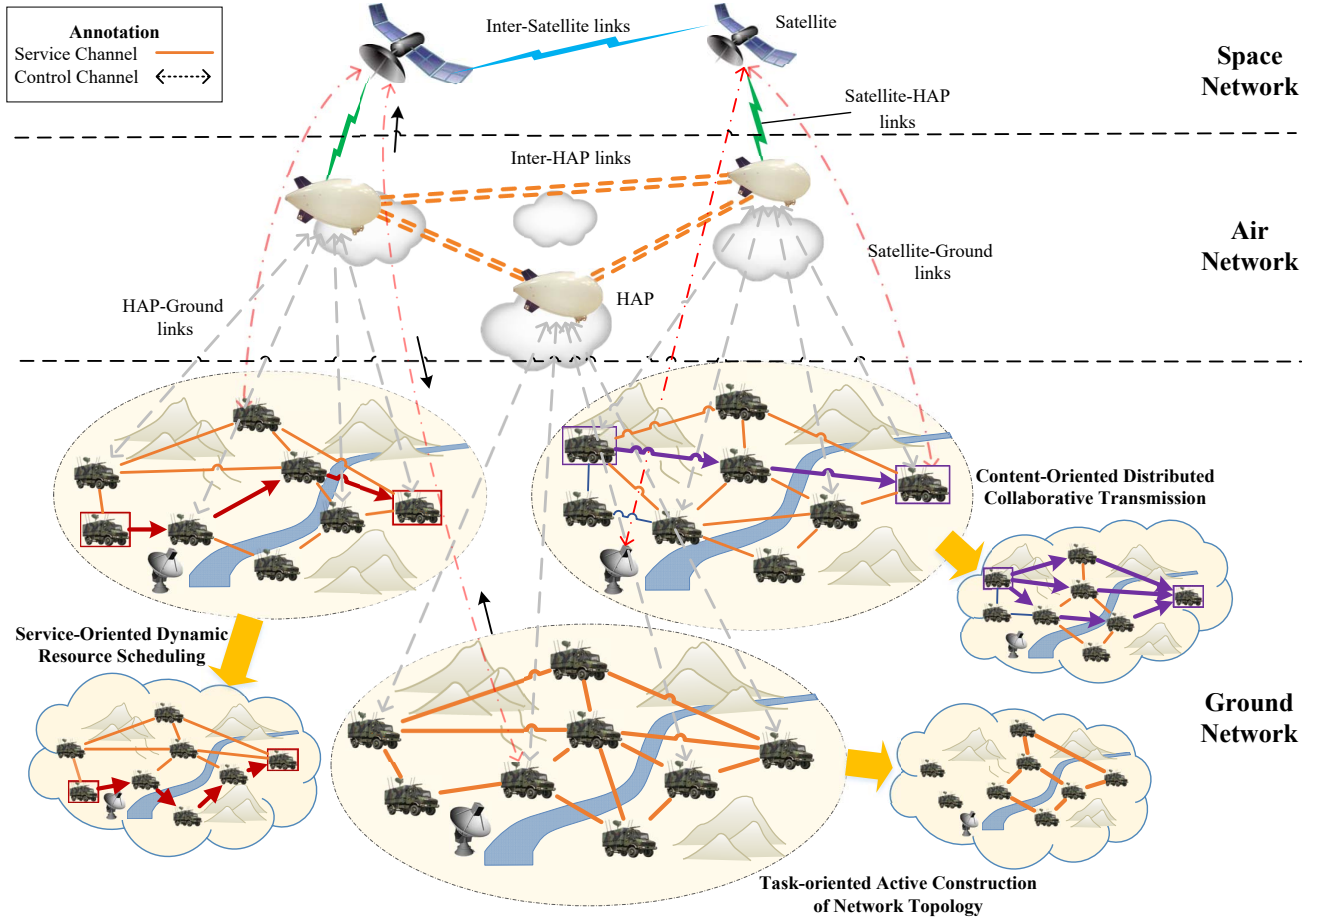 Annotation
Service Channel
Control Channel
Inter-Satellite links
Satellite
Space
Network
Satellite-HAP
links
Inter-HAP links
Air
Network
Satellite-Ground
links
HAP-Ground
links
HAP
Content-Oriented Distributed
Collaborative Transmission
Service-Oriented Dynamic
Resource Scheduling
Ground
Network
Task-oriented Active Construction
of Network Topology